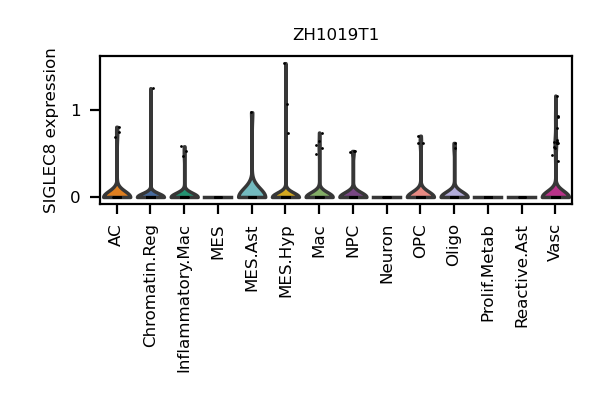 ZH1019T1
SIGLEC8 expression
1
0
AC
Chromatin.Reg
Inflammatory.Mac
MES
MES.Ast
MES.Hyp
Mac
NPC
Neuron
OPC
Oligo
Prolif.Metab
Reactive.Ast
Vasc